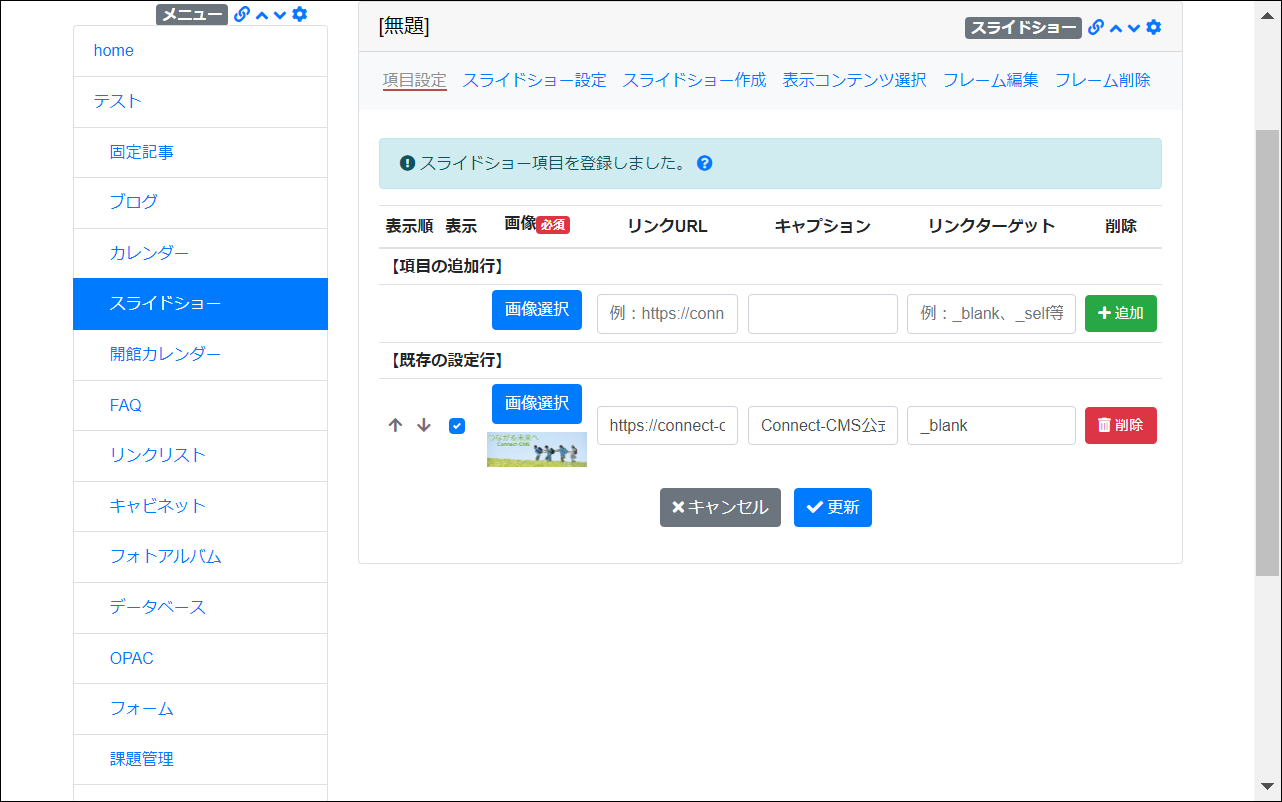 メニュー
home
テスト
固定記事
ブログ
カレンダー
スライドショー
開館カレンダー
FAQ
リンクリスト
キャビネット
フォトアルバム
データベース
OPAC
フォーム
課題管理
[無題]
スライドショー
項目設定 スライドショー設定 スライドショー作成 表示コンテンツ選択 フレーム編集 フレーム削除
スライドショー項目を登録しました。
表示順 表示 画像 必須 リンクURL キャプション リンクターゲット 削除
【項目の追加行】
画像選択 例：https://conn 例：_blank、_self等 追加
【既存の設定行】
画像選択
つながる未来へ
Connect-CMS
https://connect-c Connect-CMS公式 _blank 削除
キャンセル 更新